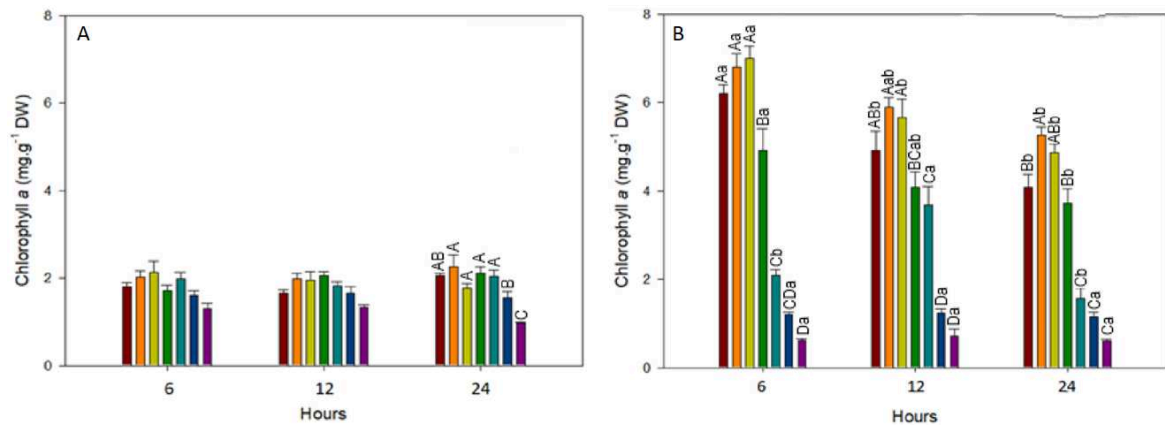 A
8
6
4
2
0
Chlorophyll a (mg.g⁻¹ DW)
AB
A
A
A
A
B
C
6
12
24
Hours
B
8
6
4
2
0
Chlorophyll a (mg.g⁻¹ DW)
Aa
Aa
Aa
Ba
Cb
CDa
Da
ABb
Aab
Ab
BCab
Ca
Da
Bb
Ab
ABb
Bb
Cb
Ca
Ca
6
12
24
Hours